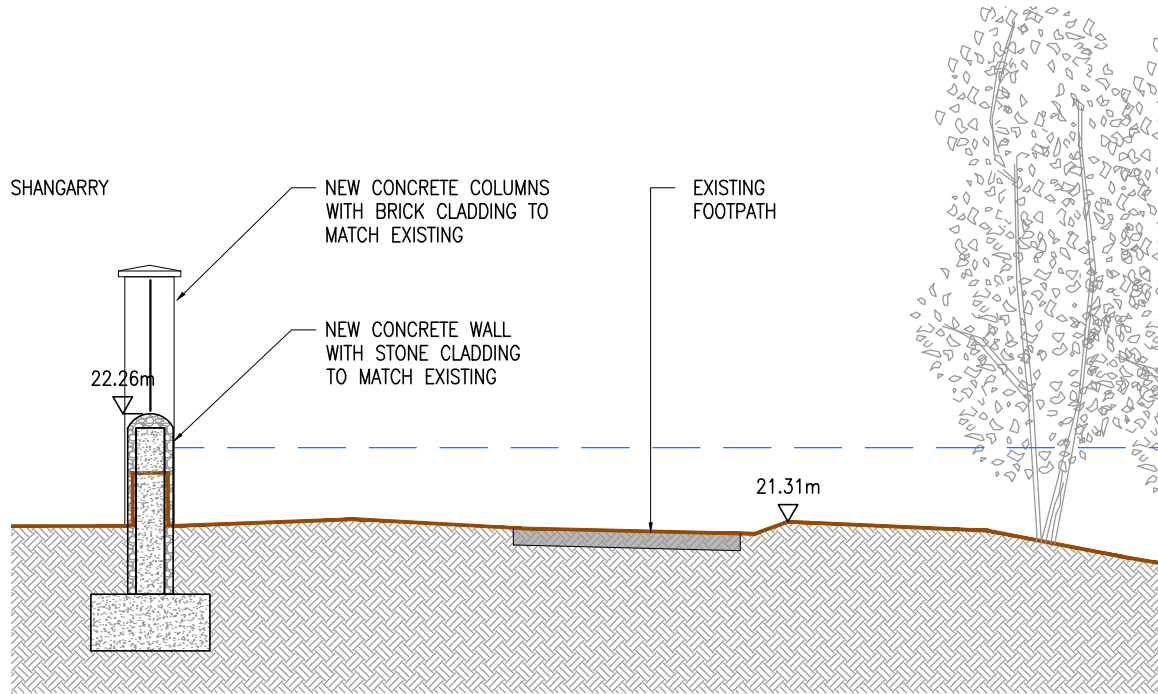 SHANGARRY
NEW CONCRETE COLUMNS
WITH BRICK CLADDING TO
MATCH EXISTING
EXISTING
FOOTPATH
NEW CONCRETE WALL
WITH STONE CLADDING
TO MATCH EXISTING
22.26m
21.31m